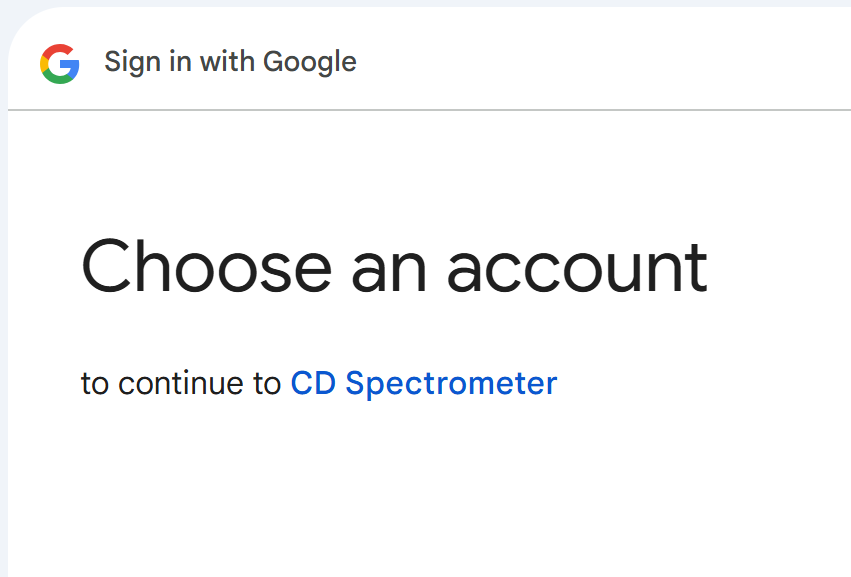 Sign in with Google
Choose an account
to continue to CD Spectrometer